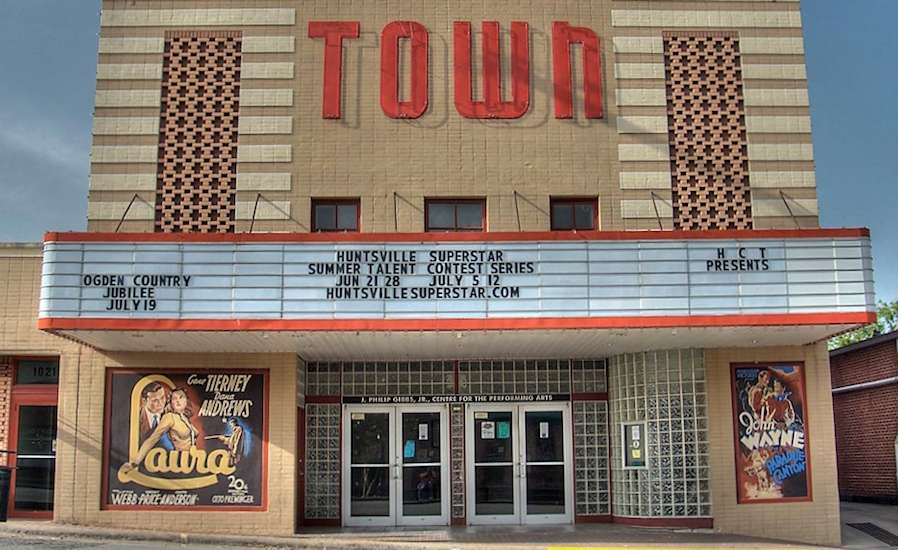 TOWN
HUNTSVILLE SUPERSTAR
SUMMER TALENT CONTEST SERIES
JUN 21 28 JULY 5 12
HUNTSVILLESUPERSTAR.COM
OGDEN COUNTRY
JUBILEE
JULY 19
H C T
PRESENTS
1021
J. PHILIP GIBBS, JR., CENTRE FOR THE PERFORMING ARTS
Gene TIERNEY
Dana
ANDREWS
Laura
WEBB · PRICE · ANDERSON
20th
OTTO PREMINGER
John
WAYNE
PARADISE
CANYON